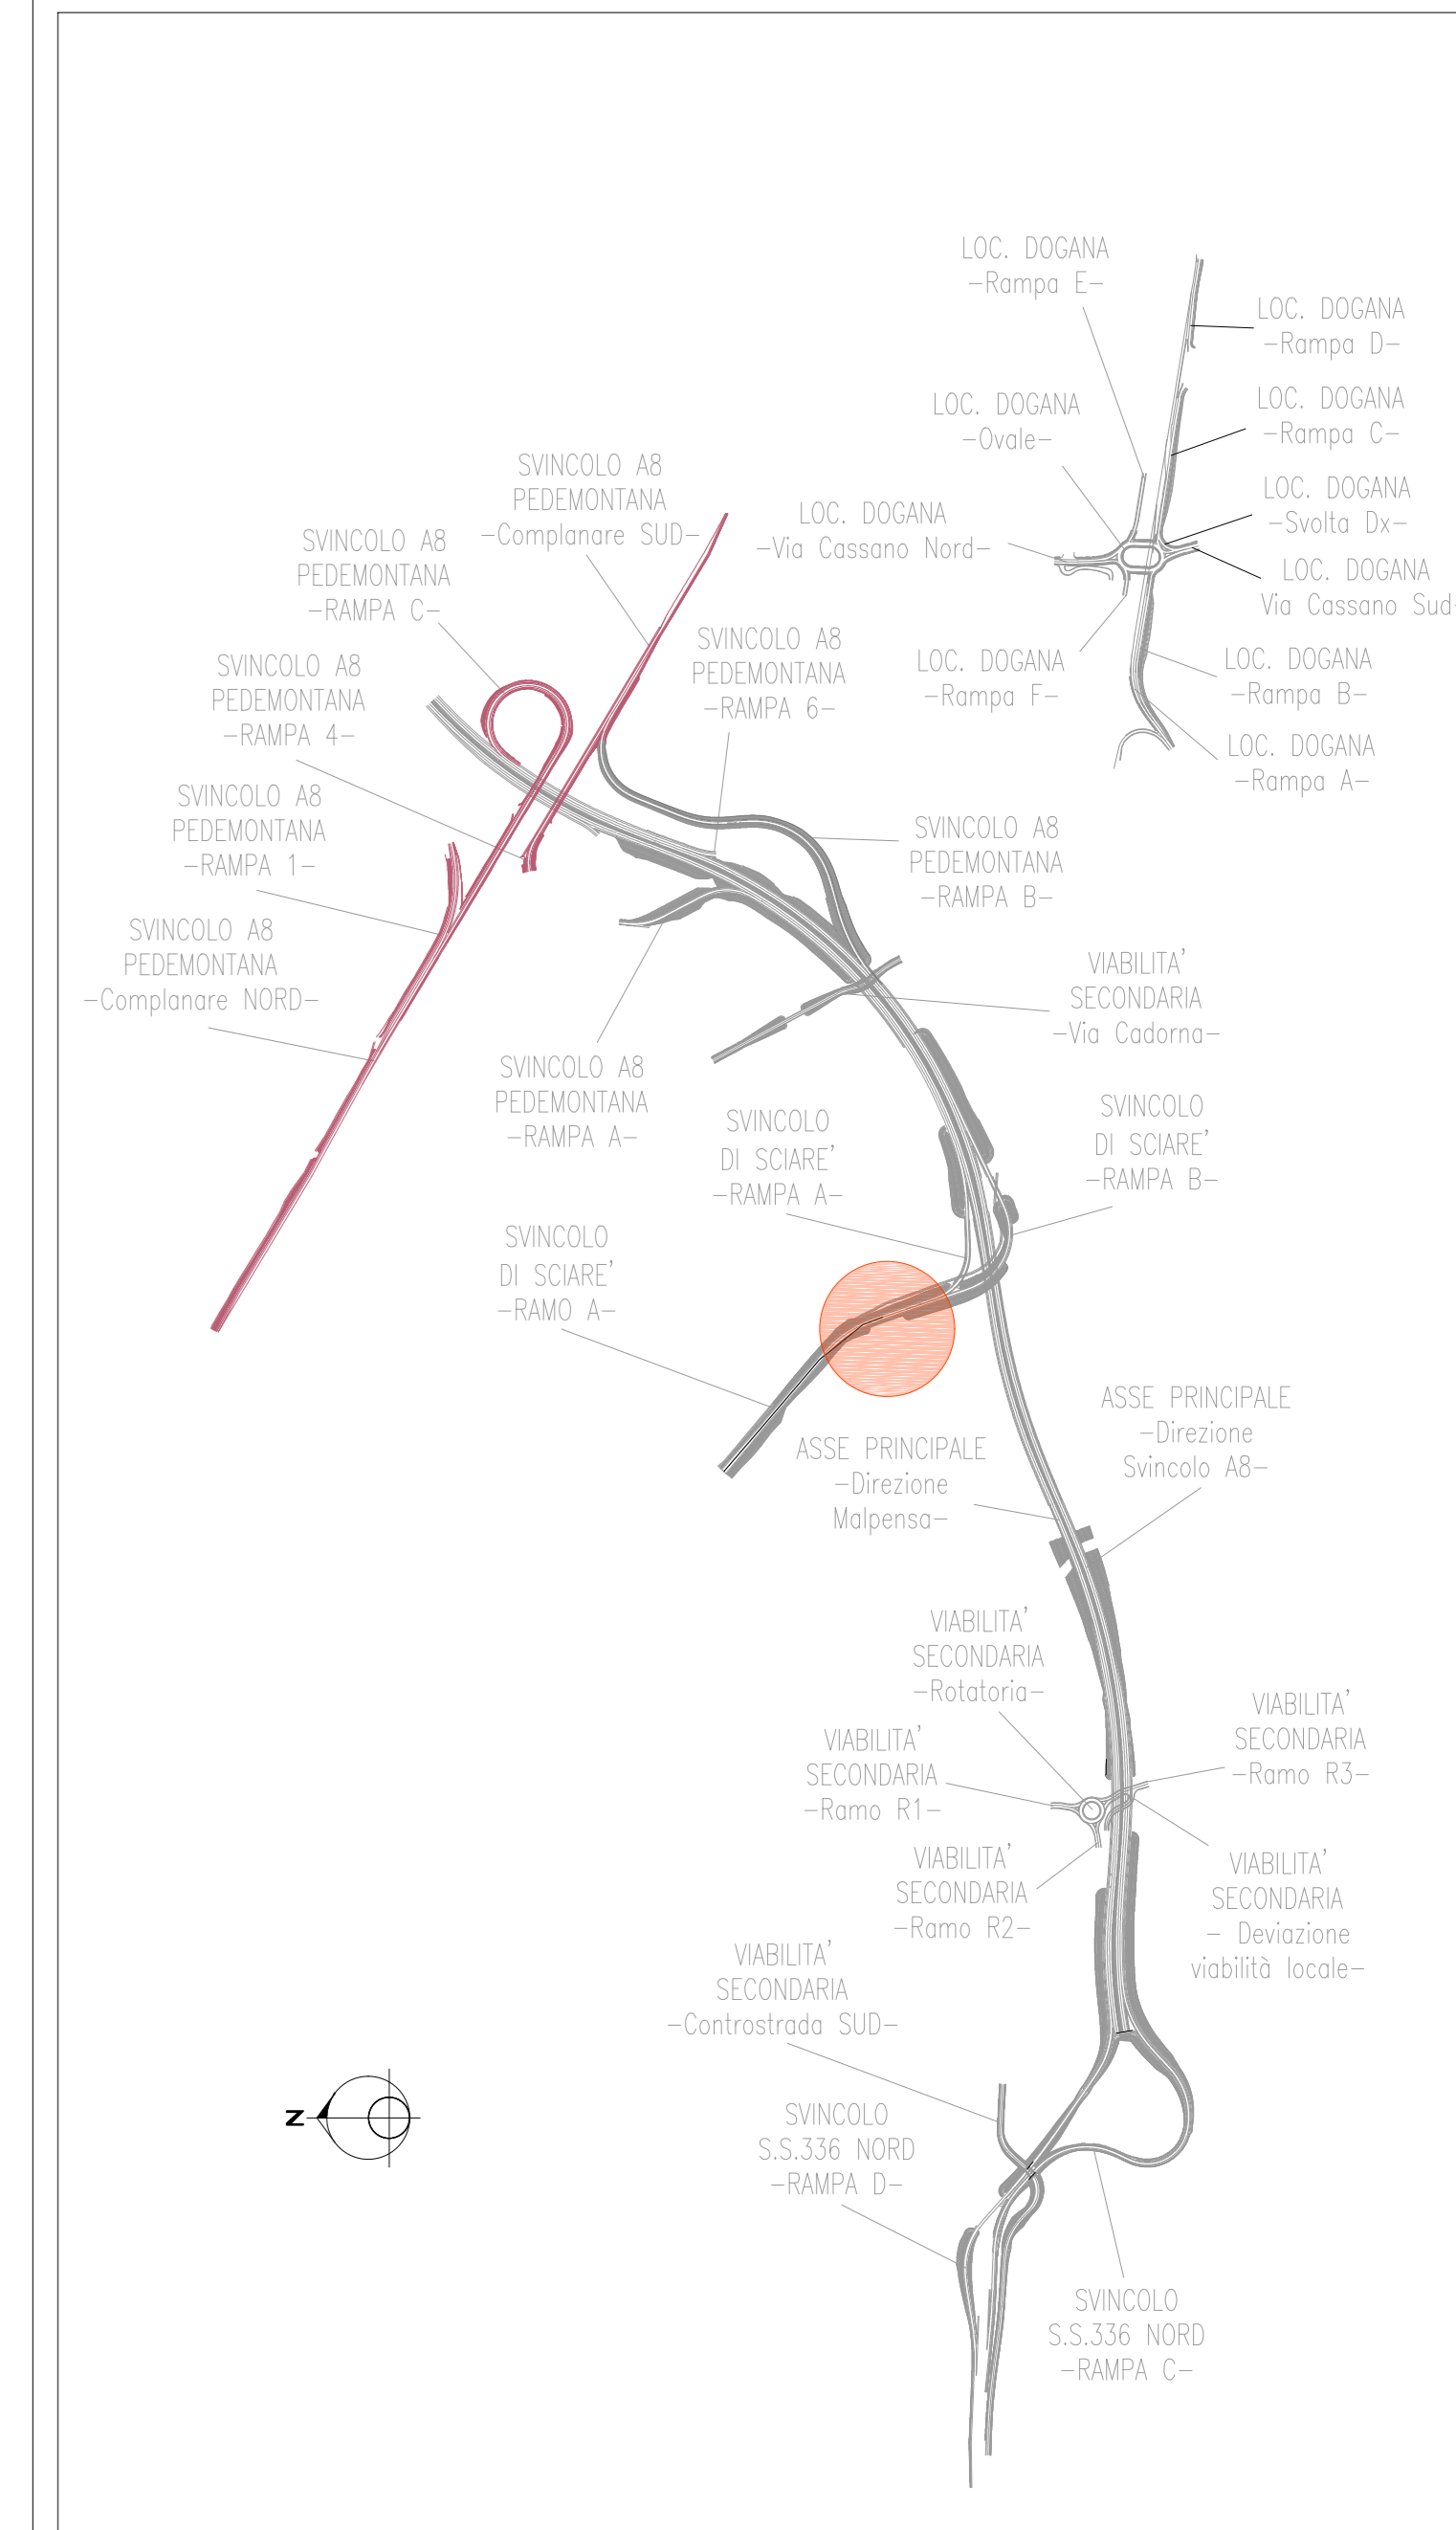 LOC. DOGANA
-Rampa E-
LOC. DOGANA
-Rampa D-
LOC. DOGANA
-Ovale-
LOC. DOGANA
-Rampa C-
SVINCOLO A8
PEDEMONTANA
-Complanare SUD-
LOC. DOGANA
-Svolta Dx-
LOC. DOGANA
-Via Cassano Nord-
SVINCOLO A8
PEDEMONTANA
-RAMPA C-
LOC. DOGANA
Via Cassano Sud-
SVINCOLO A8
PEDEMONTANA
-RAMPA 6-
SVINCOLO A8
PEDEMONTANA
-RAMPA 4-
LOC. DOGANA
-Rampa F-
LOC. DOGANA
-Rampa B-
LOC. DOGANA
-Rampa A-
SVINCOLO A8
PEDEMONTANA
-RAMPA 1-
SVINCOLO A8
PEDEMONTANA
-RAMPA B-
SVINCOLO A8
PEDEMONTANA
-Complanare NORD-
VIABILITA'
SECONDARIA
-Via Cadorna-
SVINCOLO A8
PEDEMONTANA
-RAMPA A-
SVINCOLO
DI SCIARE'
-RAMPA A-
SVINCOLO
DI SCIARE'
-RAMPA B-
SVINCOLO
DI SCIARE'
-RAMO A-
ASSE PRINCIPALE
-Direzione
Svincolo A8-
ASSE PRINCIPALE
-Direzione
Malpensa-
VIABILITA'
SECONDARIA
-Rotatoria-
VIABILITA'
SECONDARIA
-Ramo R3-
VIABILITA'
SECONDARIA
-Ramo R1-
VIABILITA'
SECONDARIA
-Ramo R2-
VIABILITA'
SECONDARIA
- Deviazione
viabilità locale-
VIABILITA'
SECONDARIA
-Controstrada SUD-
N
SVINCOLO
S.S.336 NORD
-RAMPA D-
SVINCOLO
S.S.336 NORD
-RAMPA C-